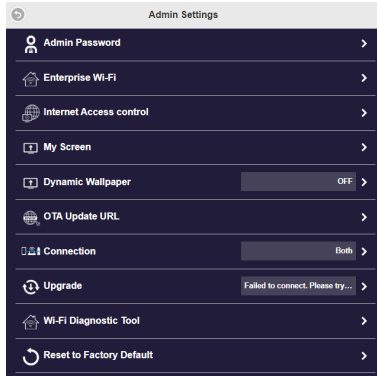 Admin Settings
Admin Password
Enterprise Wi-Fi
Internet Access control
My Screen
Dynamic Wallpaper OFF
OTA Update URL
Connection Both
Upgrade Failed to connect. Please try...
Wi-Fi Diagnostic Tool
Reset to Factory Default